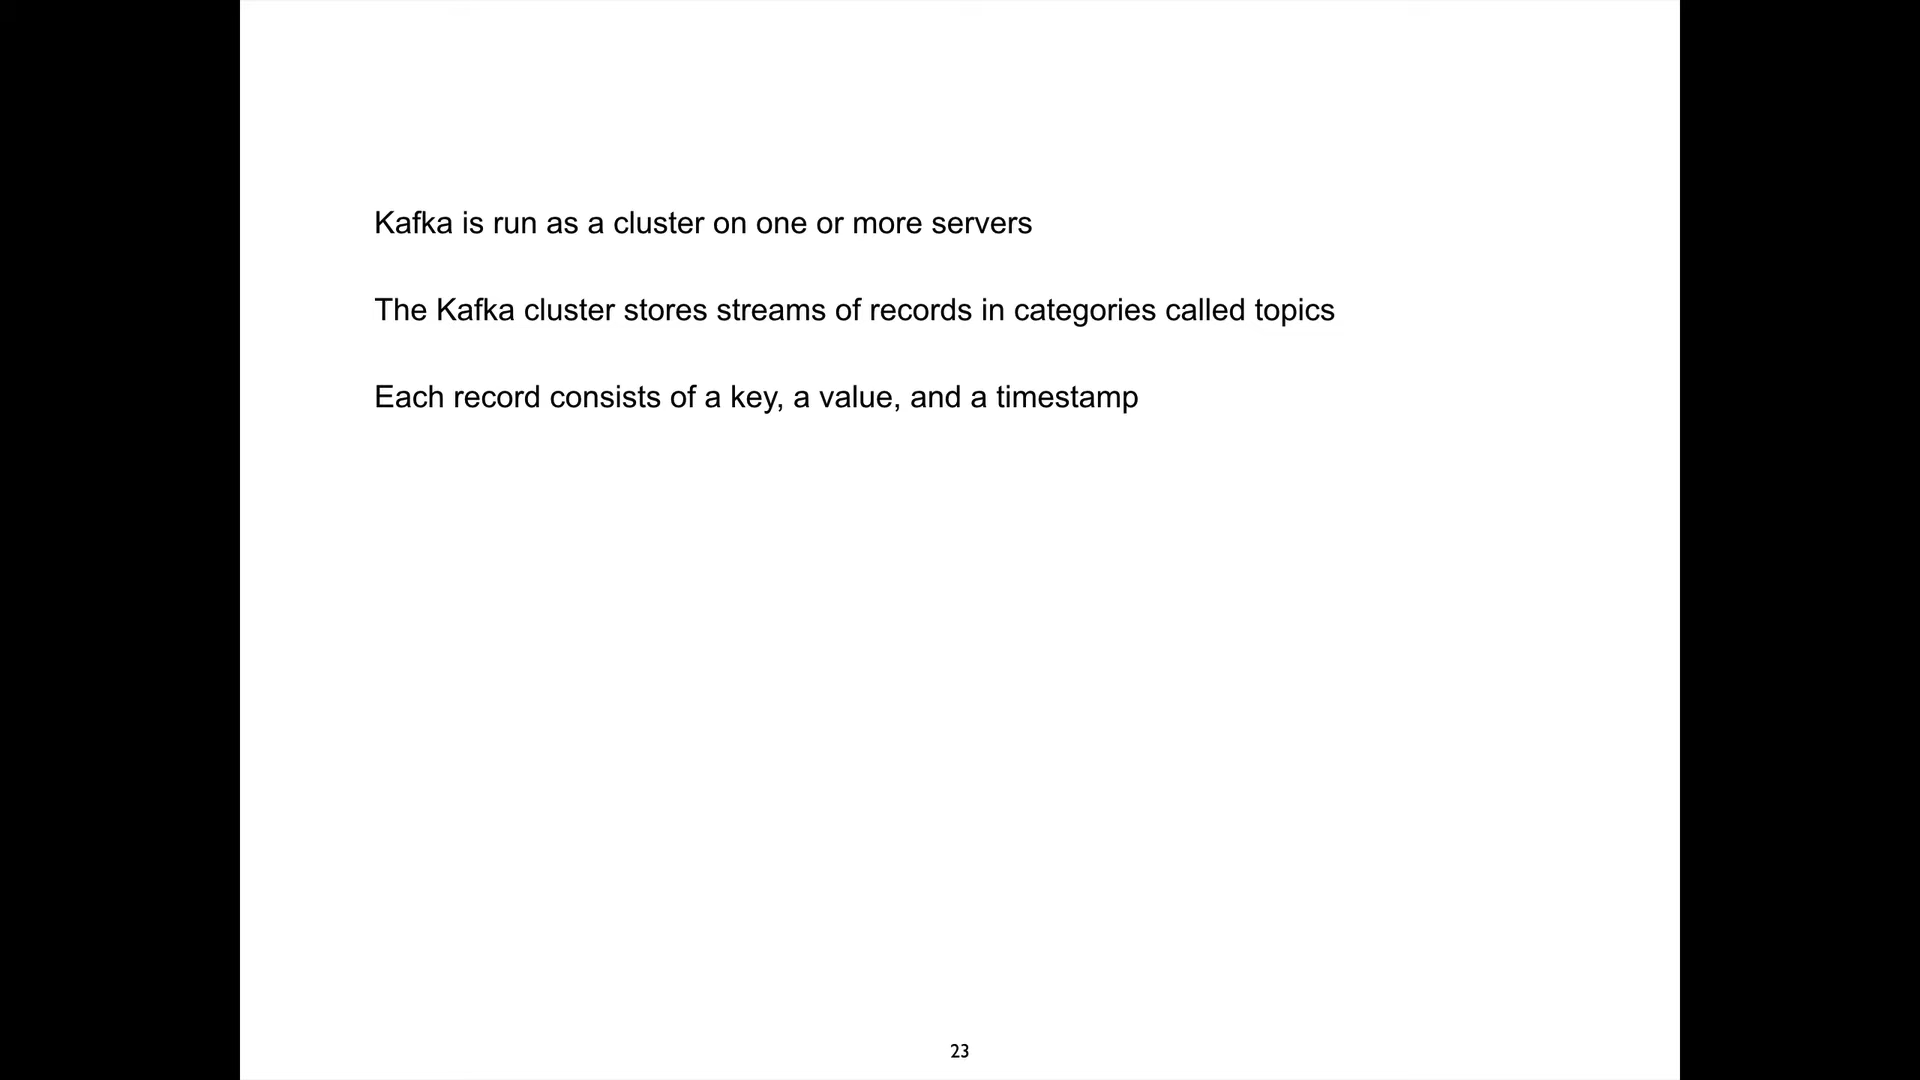 Kafka is run as a cluster on one or more servers
The Kafka cluster stores streams of records in categories called topics
Each record consists of a key, a value, and a timestamp
23